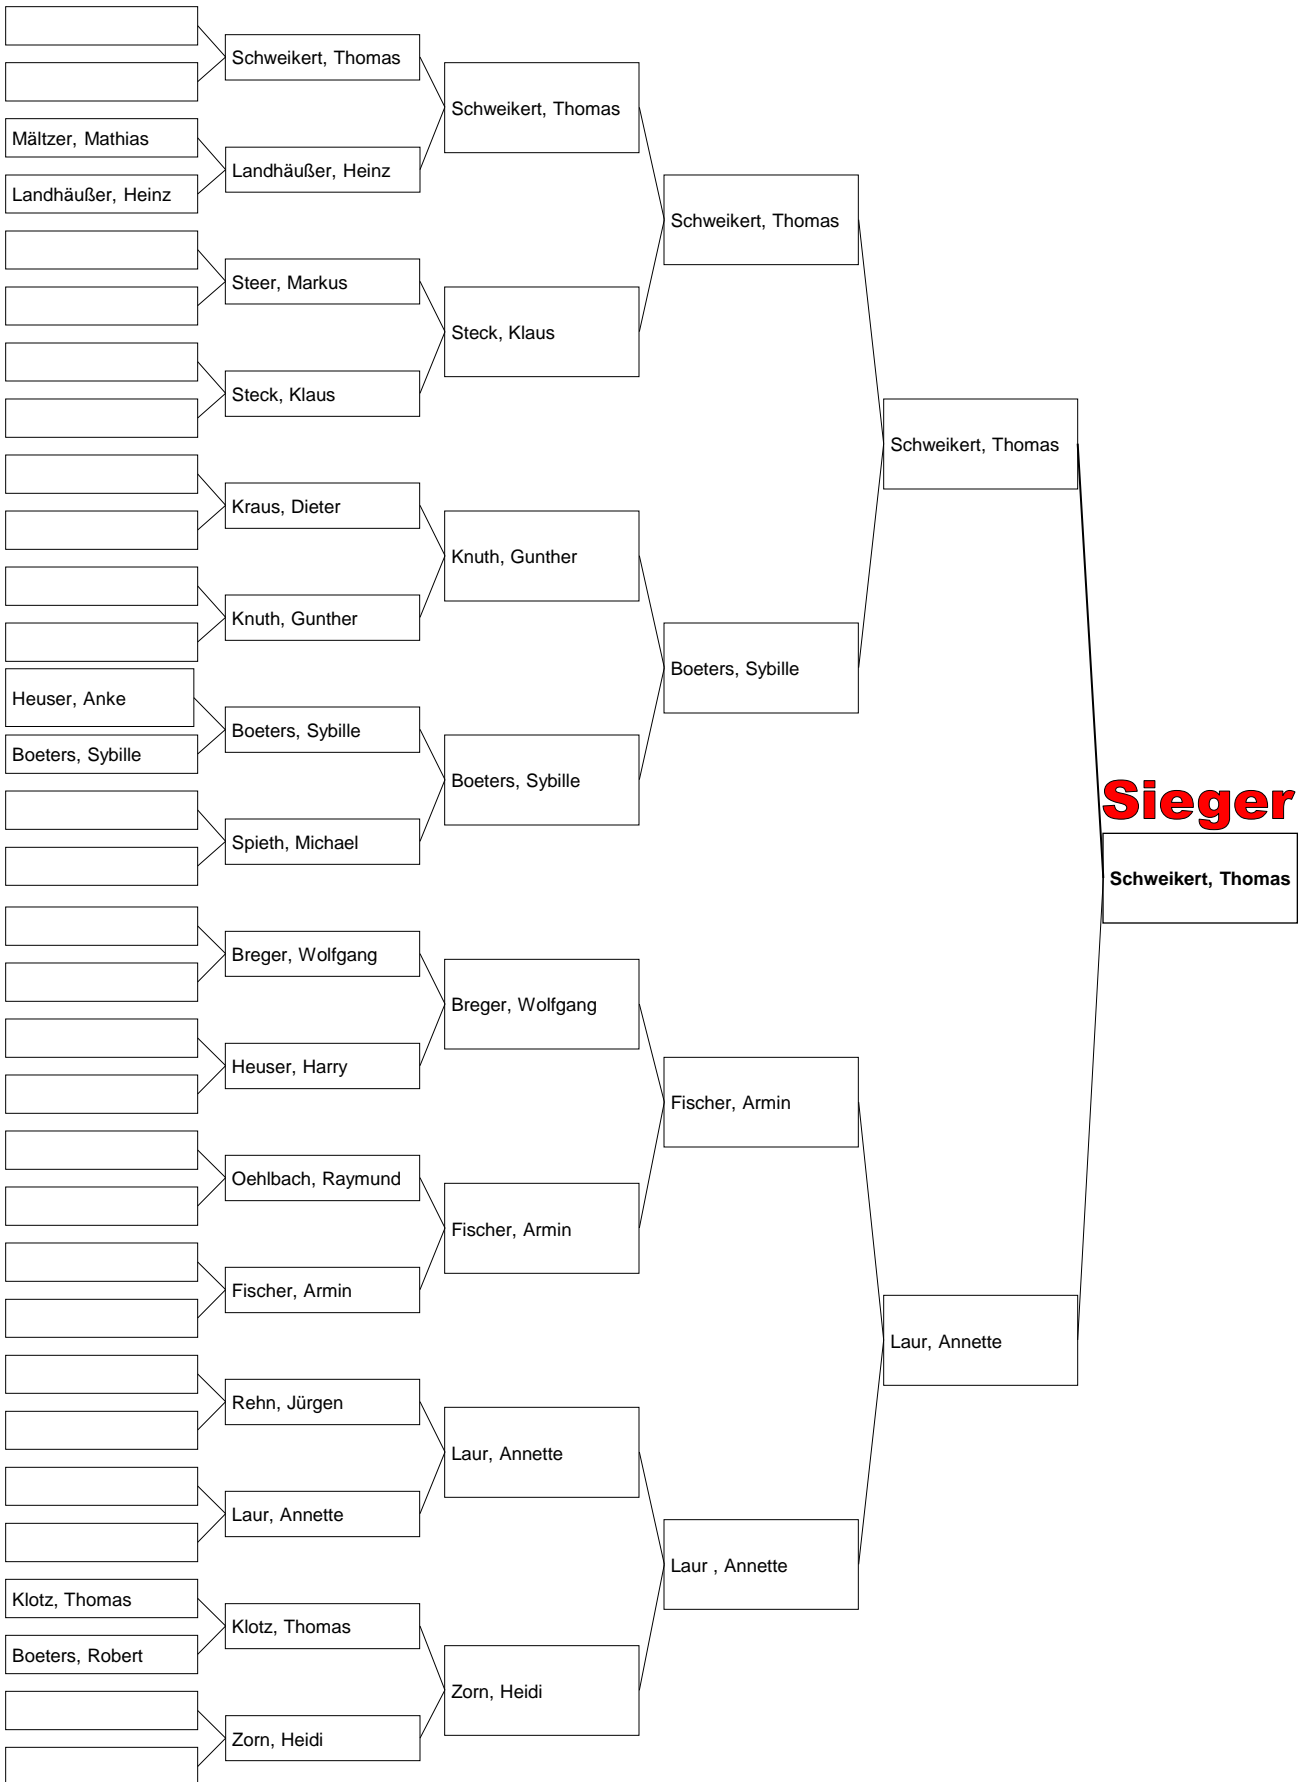 Schweikert, Thomas
Schweikert, Thomas
Mältzer, Mathias
Landhäußer, Heinz
Landhäußer, Heinz
Schweikert, Thomas
Steer, Markus
Steck, Klaus
Steck, Klaus
Schweikert, Thomas
Kraus, Dieter
Knuth, Gunther
Knuth, Gunther
Boeters, Sybille
Heuser, Anke
Boeters, Sybille
Boeters, Sybille
Boeters, Sybille
Sieger
Spieth, Michael
Schweikert, Thomas
Breger, Wolfgang
Breger, Wolfgang
Heuser, Harry
Fischer, Armin
Oehlbach, Raymund
Fischer, Armin
Fischer, Armin
Laur, Annette
Rehn, Jürgen
Laur, Annette
Laur, Annette
Laur , Annette
Klotz, Thomas
Klotz, Thomas
Boeters, Robert
Zorn, Heidi
Zorn, Heidi